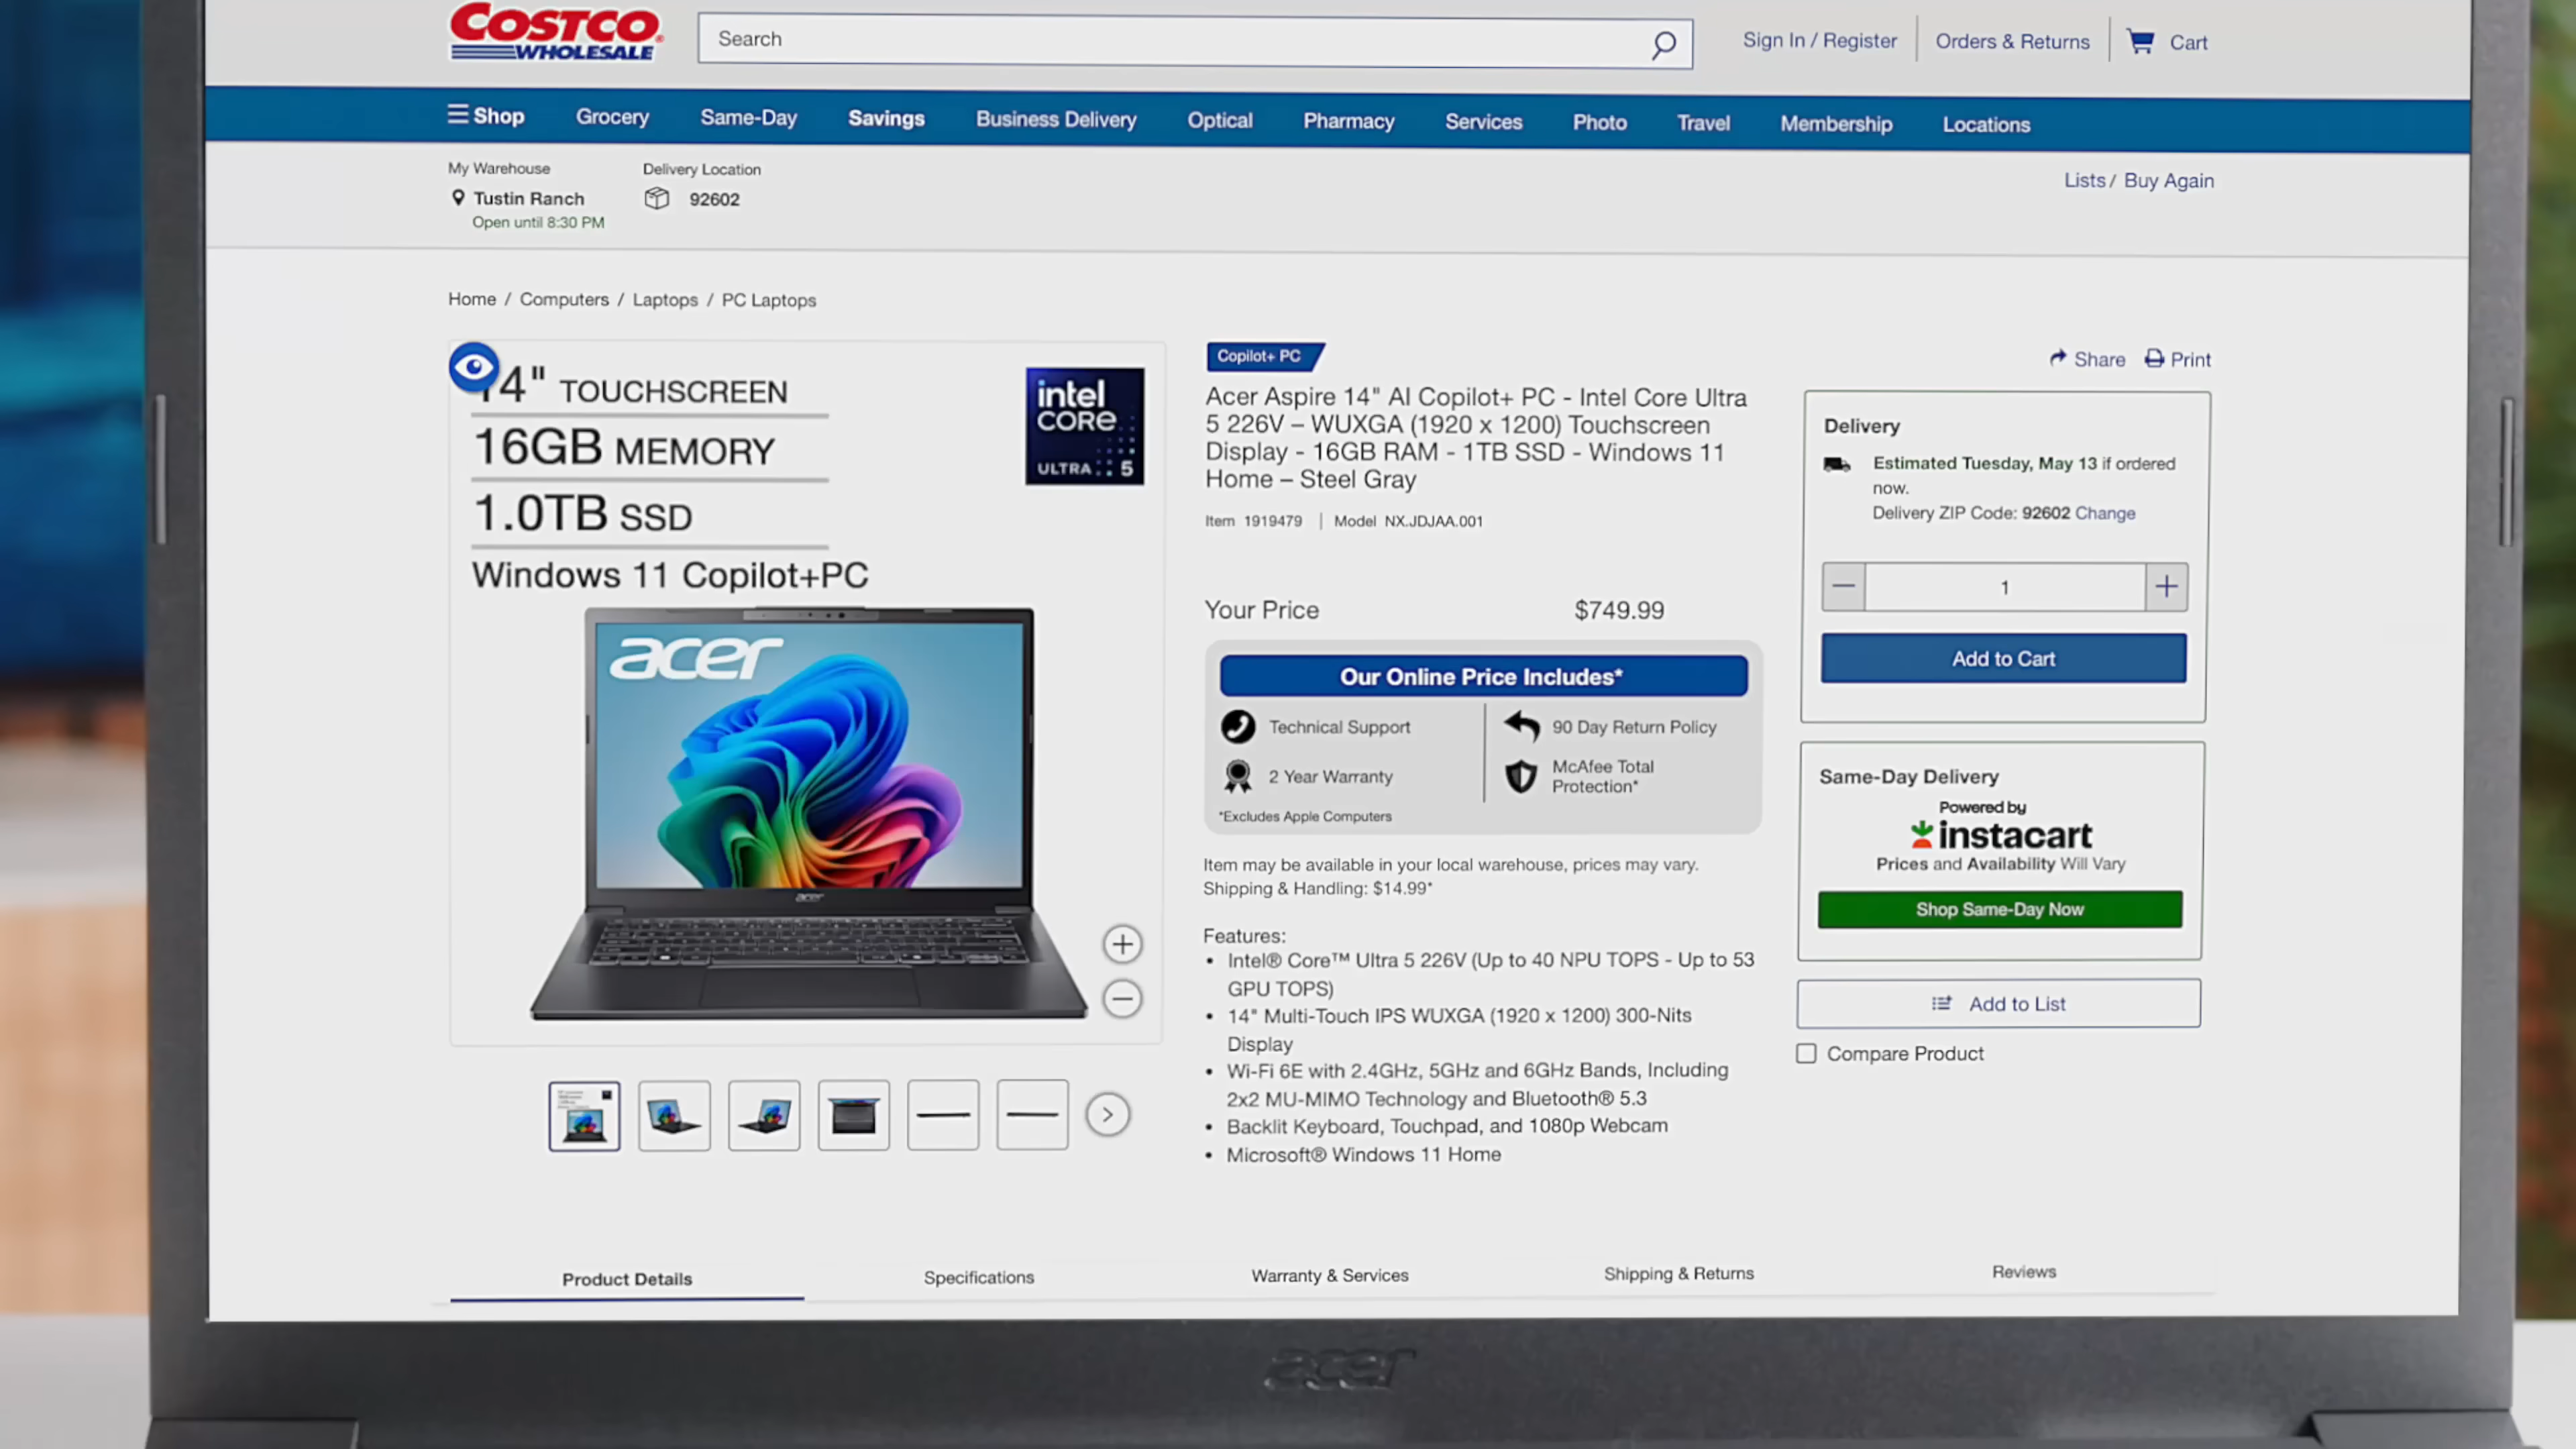 COSTCO
WHOLESALE
Search
Sign In / Register
Orders & Returns
Cart
Shop
Grocery
Same-Day
Savings
Business Delivery
Optical
Pharmacy
Services
Photo
Travel
Membership
Locations
My Warehouse
Tustin Ranch
Open until 8:30 PM
Delivery Location
92602
Lists / Buy Again
Home / Computers / Laptops / PC Laptops
14" TOUCHSCREEN
16GB MEMORY
1.0TB SSD
Windows 11 Copilot+PC
intel
CORE
ULTRA 5
acer
acer
Copilot+ PC
Acer Aspire 14" AI Copilot+ PC - Intel Core Ultra
5 226V – WUXGA (1920 x 1200) Touchscreen
Display - 16GB RAM - 1TB SSD - Windows 11
Home – Steel Gray
Item 1919479 | Model NX.JDJAA.001
Your Price $749.99
Our Online Price Includes*
Technical Support
90 Day Return Policy
2 Year Warranty
McAfee Total
Protection*
*Excludes Apple Computers
Item may be available in your local warehouse, prices may vary.
Shipping & Handling: $14.99*
Features:
• Intel® Core™ Ultra 5 226V (Up to 40 NPU TOPS - Up to 53
GPU TOPS)
• 14" Multi-Touch IPS WUXGA (1920 x 1200) 300-Nits
Display
• Wi-Fi 6E with 2.4GHz, 5GHz and 6GHz Bands, Including
2x2 MU-MIMO Technology and Bluetooth® 5.3
• Backlit Keyboard, Touchpad, and 1080p Webcam
• Microsoft® Windows 11 Home
Share
Print
Delivery
Estimated Tuesday, May 13 if ordered
now.
Delivery ZIP Code: 92602 Change
1
Add to Cart
Same-Day Delivery
Powered by
instacart
Prices and Availability Will Vary
Shop Same-Day Now
Add to List
Compare Product
Product Details
Specifications
Warranty & Services
Shipping & Returns
Reviews
acer